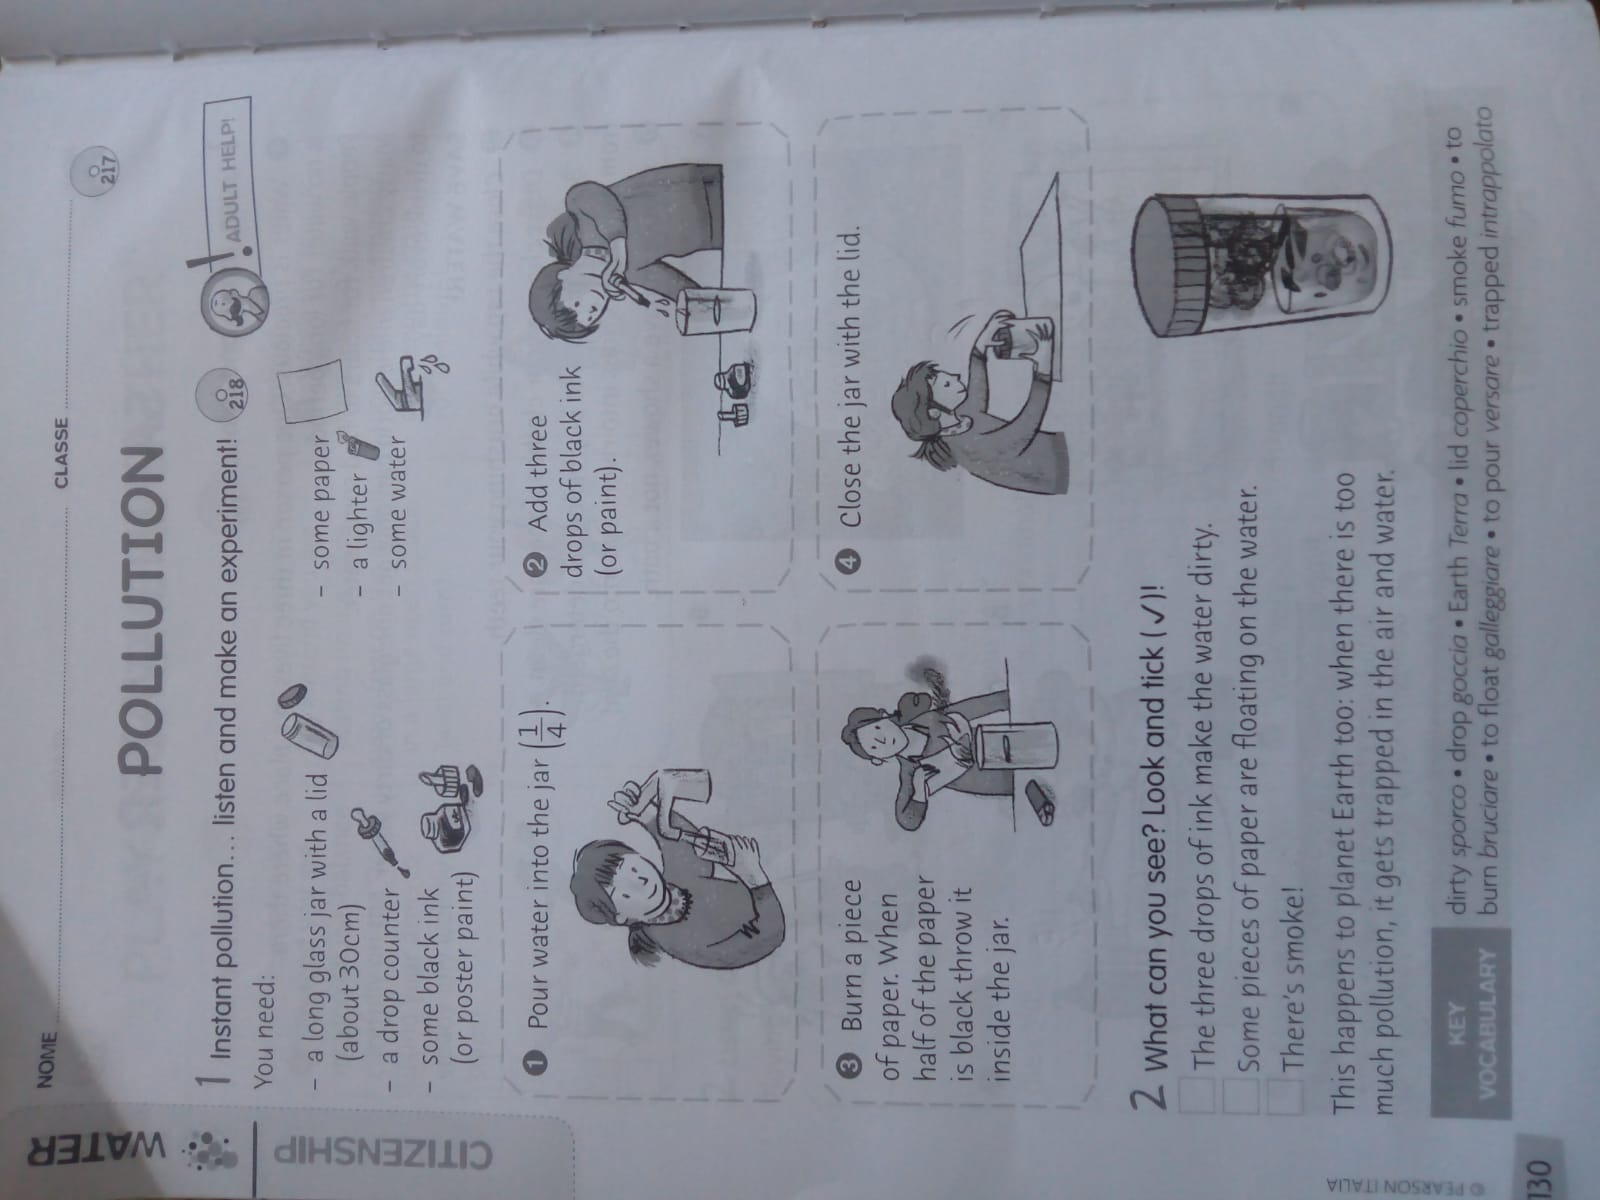 NOME CLASSE
217
POLLUTION
1 Instant pollution... listen and make an experiment! 218
! ADULT HELP!
You need:
– a long glass jar with a lid
(about 30cm)
– a drop counter
– some black ink
(or poster paint)
– some paper
– a lighter
– some water
1 Pour water into the jar (1/4).
2 Add three
drops of black ink
(or paint).
3 Burn a piece
of paper. When
half of the paper
is black throw it
inside the jar.
4 Close the jar with the lid.
2 What can you see? Look and tick (✓)!
The three drops of ink make the water dirty.
Some pieces of paper are floating on the water.
There's smoke!
This happens to planet Earth too: when there is too
much pollution, it gets trapped in the air and water.
KEY
VOCABULARY
dirty sporco • drop goccia • Earth Terra • lid coperchio • smoke fumo • to
burn bruciare • to float galleggiare • to pour versare • trapped intrappolato
WATER
CITIZENSHIP
130
© PEARSON ITALIA